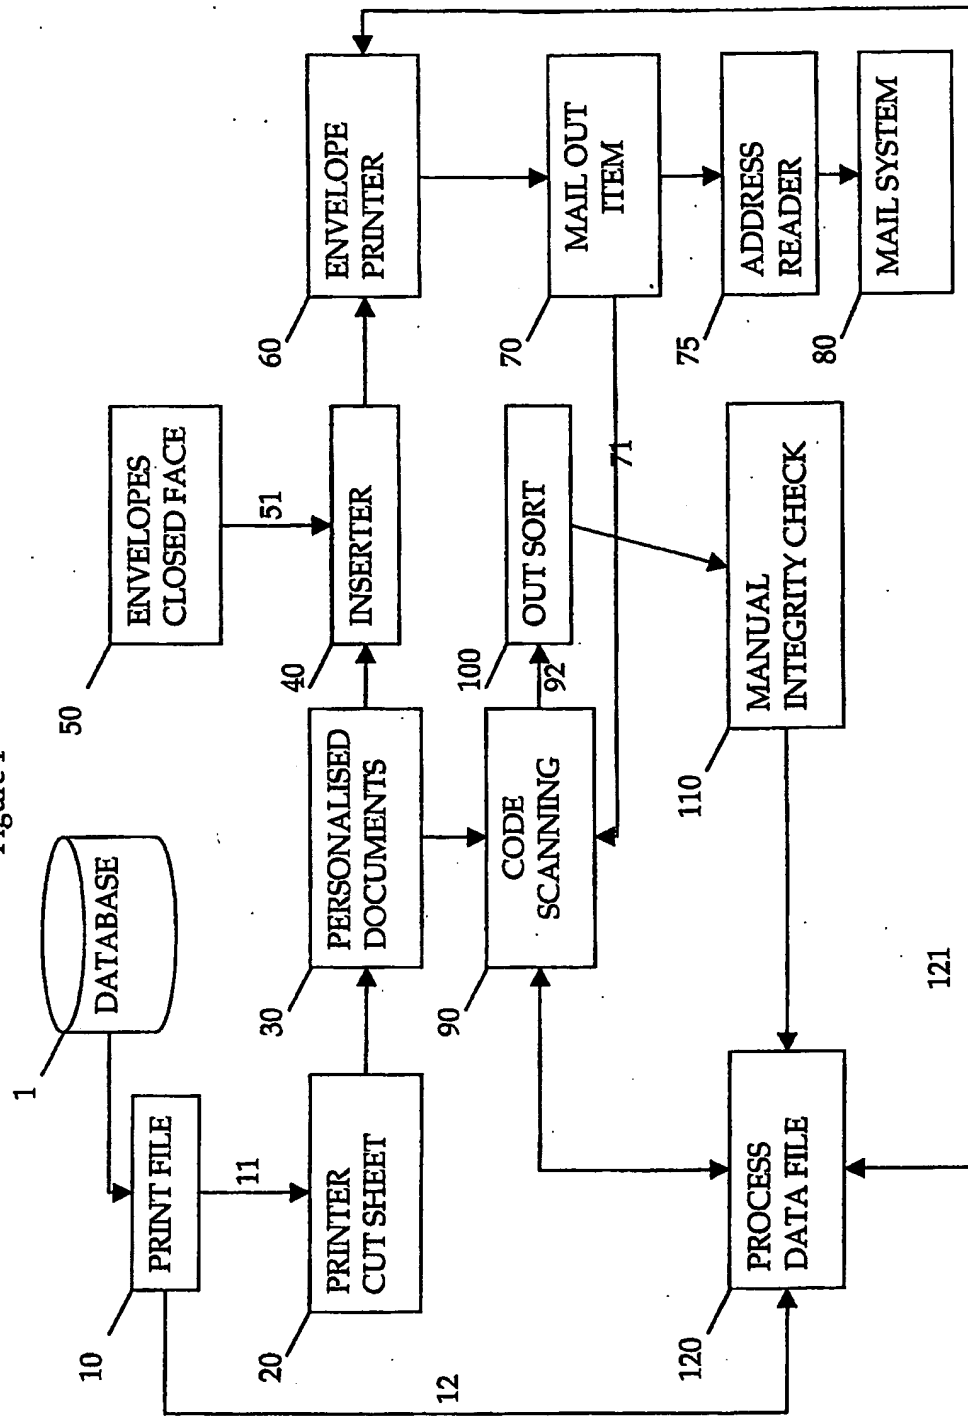 Figure 1
1
DATABASE
10
PRINT FILE
11
12
20
PRINTER
CUT SHEET
30
PERSONALISED
DOCUMENTS
40
INSERTER
50
ENVELOPES
CLOSED FACE
51
60
ENVELOPE
PRINTER
70
MAIL OUT
ITEM
71
75
ADDRESS
READER
80
MAIL SYSTEM
90
CODE
SCANNING
92
100
OUT SORT
110
MANUAL
INTEGRITY CHECK
120
PROCESS
DATA FILE
121